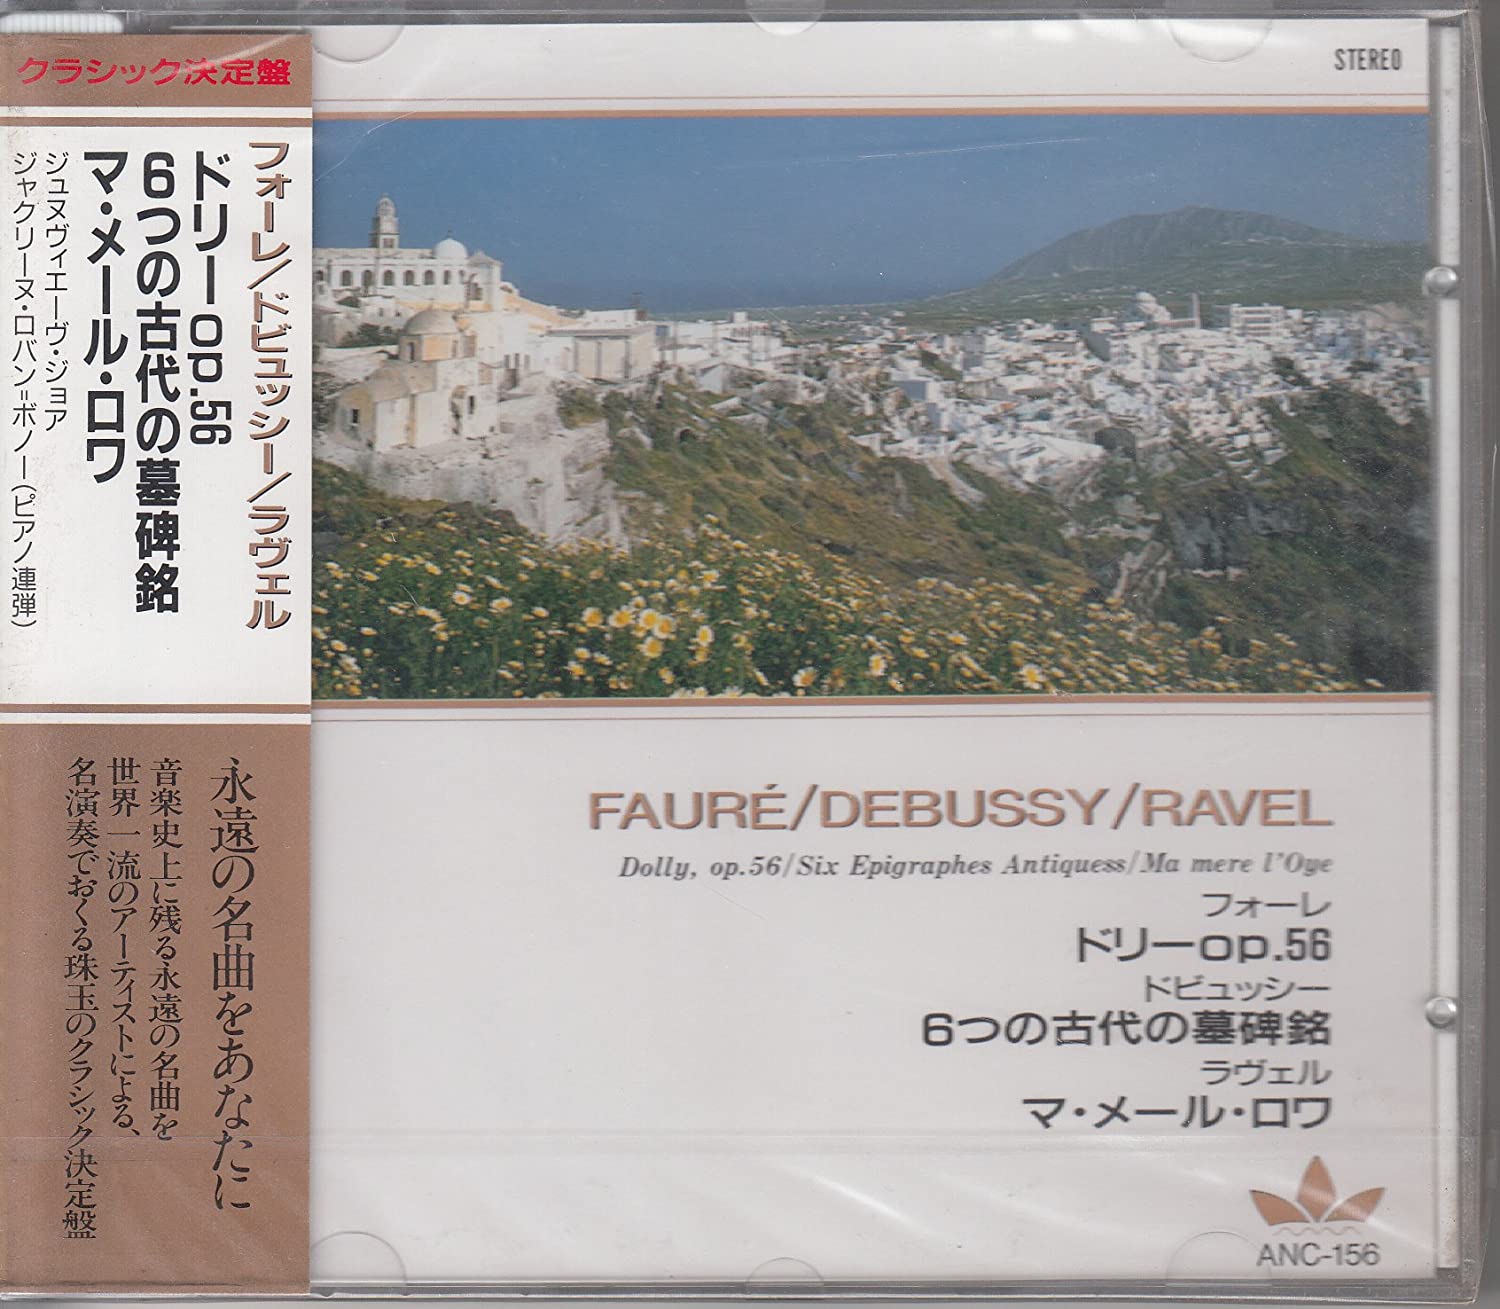 クラシック決定盤
フォーレ/ドビュッシー/ラヴェル
ドリーop.56
6つの古代の墓碑銘
マ・メール・ロワ
ジュヌヴィエーヴ・ジョア
ジャクリーヌ・ロバン=ボノー(ピアノ連弾)
永遠の名曲をあなたに
音楽史上に残る永遠の名曲を
世界一流のアーティストによる、
名演奏でおくる珠玉のクラシック決定盤
STEREO
FAURÉ/DEBUSSY/RAVEL
Dolly, op.56/Six Epigraphes Antiquess/Ma mere l'Oye
フォーレ
ドリーop.56
ドビュッシー
6つの古代の墓碑銘
ラヴェル
マ・メール・ロワ
ANC-156